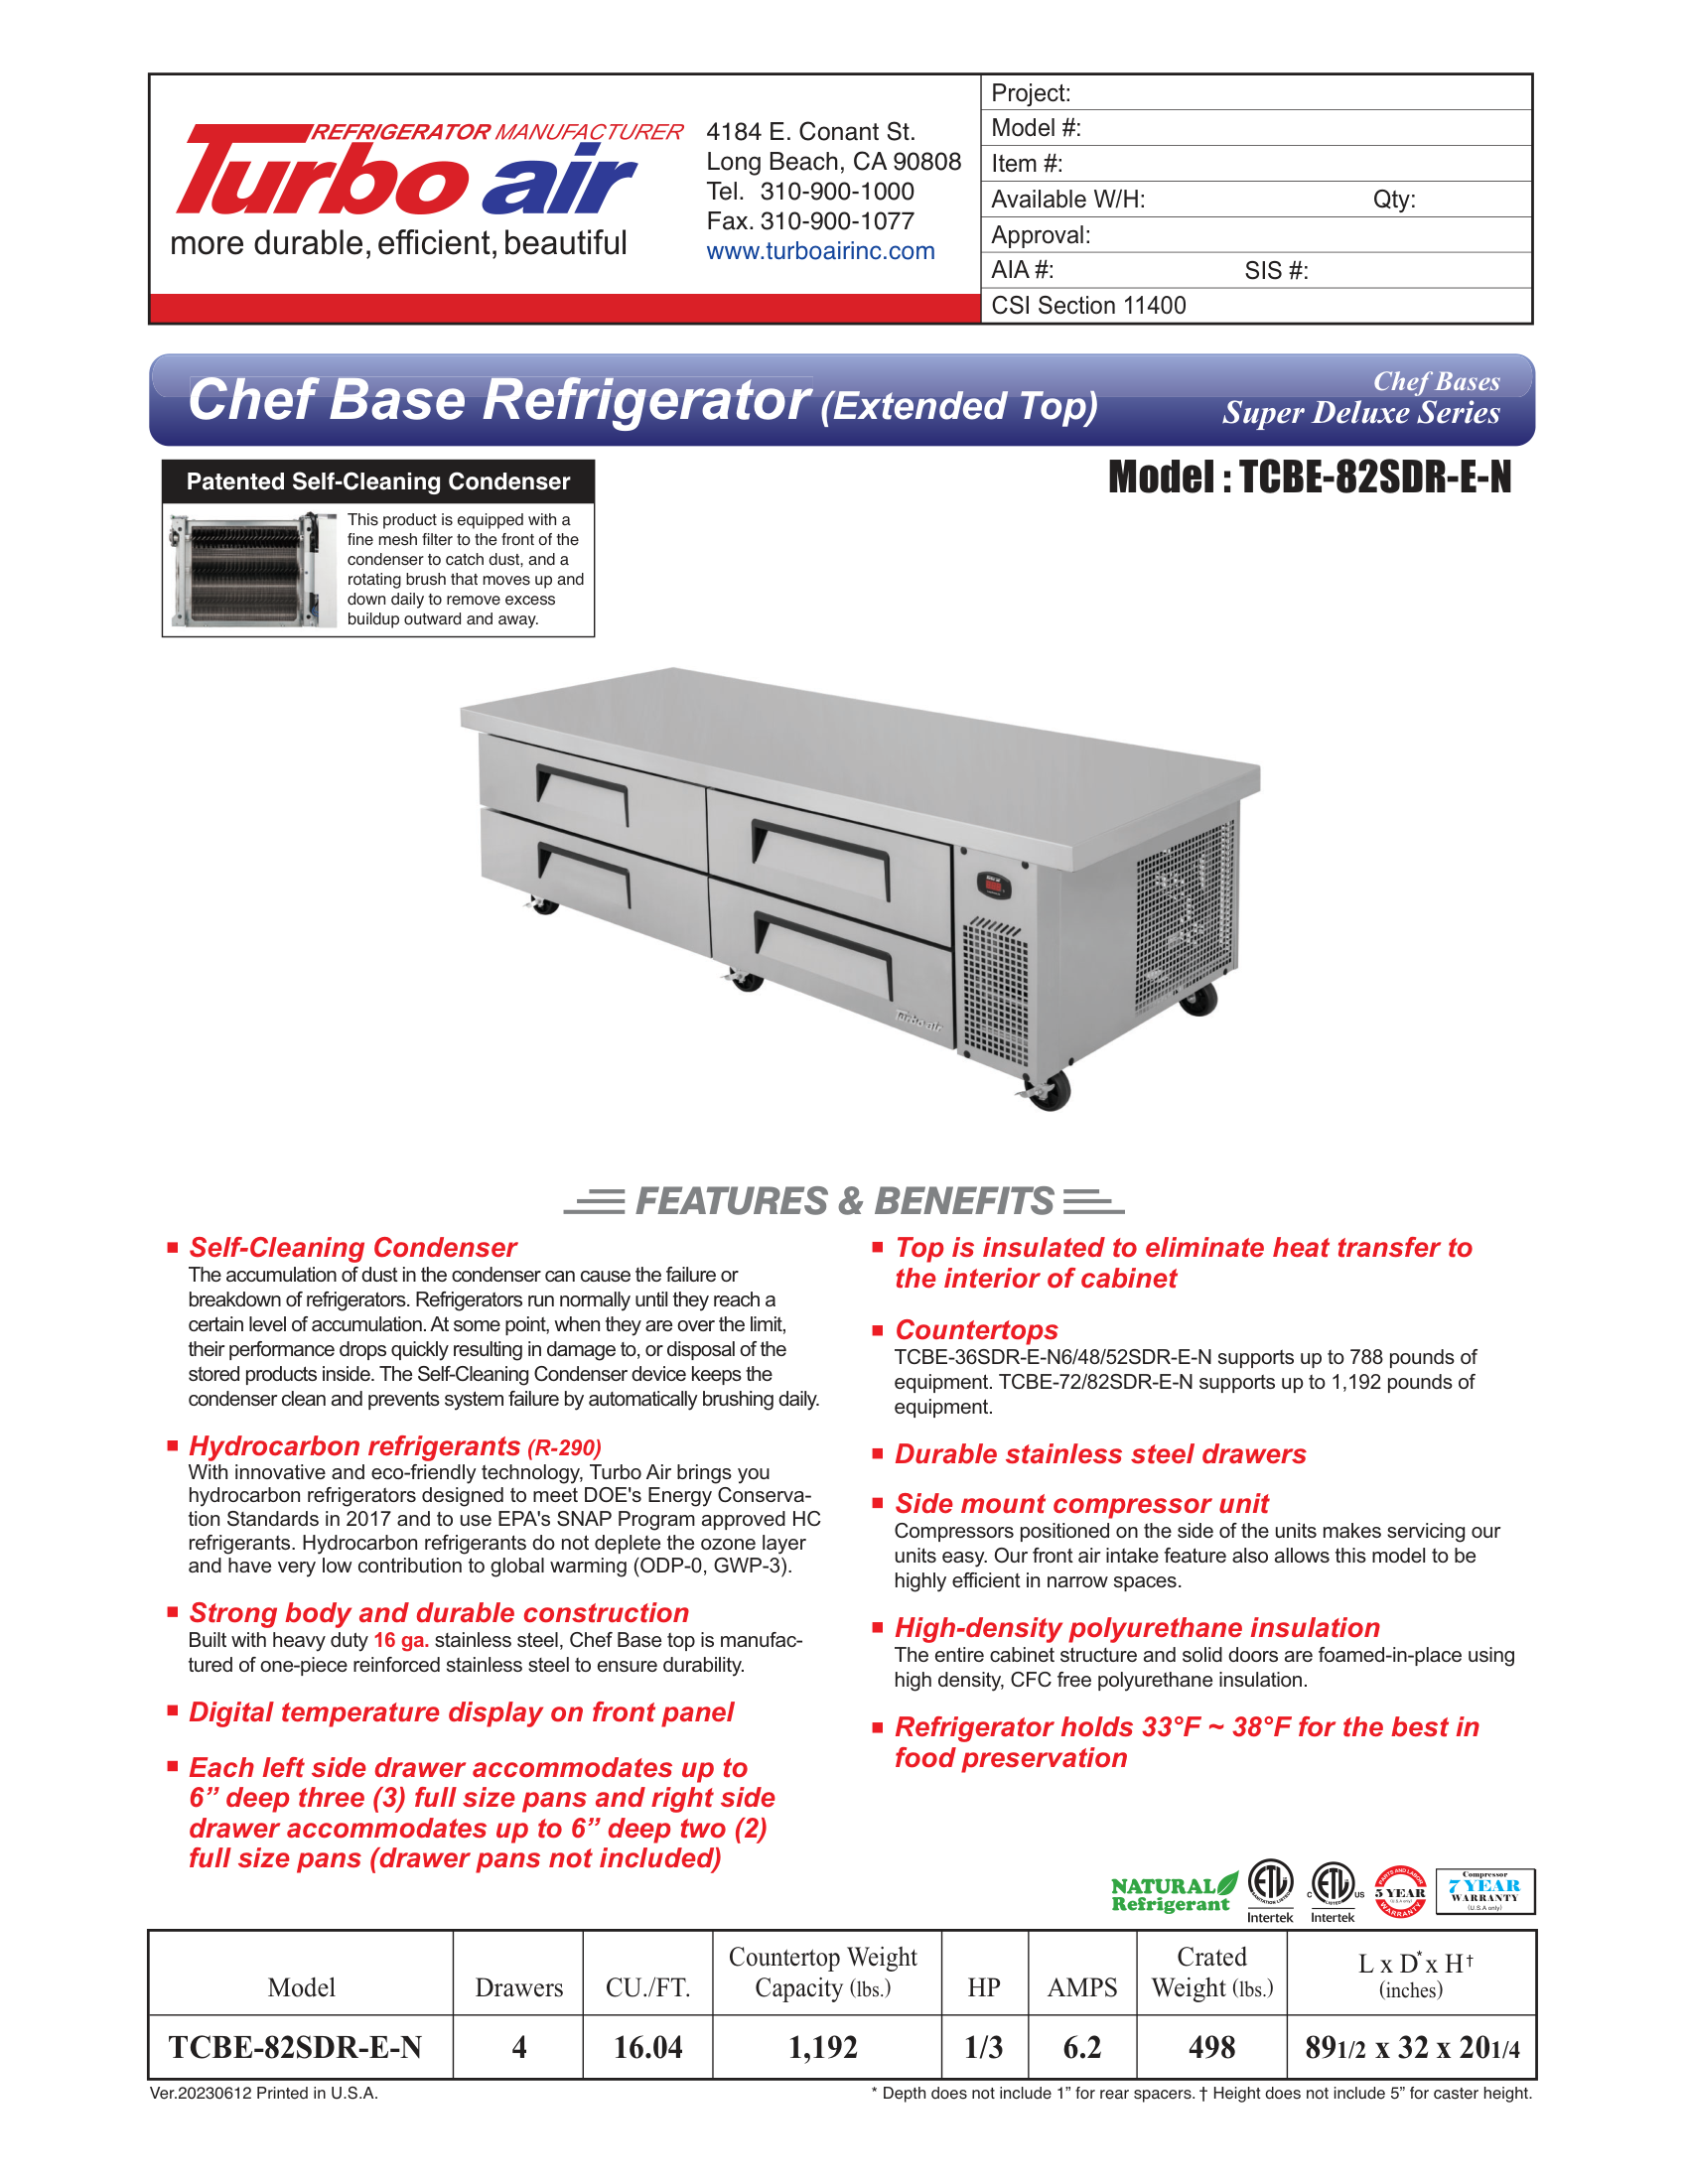 REFRIGERATOR MANUFACTURER
Turbo air
more durable, efficient, beautiful
4184 E. Conant St.
Long Beach, CA 90808
Tel. 310-900-1000
Fax. 310-900-1077
www.turboairinc.com
Project:
Model #:
Item #:
Available W/H: Qty:
Approval:
AIA #: SIS #:
CSI Section 11400
Chef Base Refrigerator (Extended Top)
Chef Bases
Super Deluxe Series
Patented Self-Cleaning Condenser
This product is equipped with a
fine mesh filter to the front of the
condenser to catch dust, and a
rotating brush that moves up and
down daily to remove excess
buildup outward and away.
Model : TCBE-82SDR-E-N
Turbo air
FEATURES & BENEFITS
■ Self-Cleaning Condenser
The accumulation of dust in the condenser can cause the failure or
breakdown of refrigerators. Refrigerators run normally until they reach a
certain level of accumulation. At some point, when they are over the limit,
their performance drops quickly resulting in damage to, or disposal of the
stored products inside. The Self-Cleaning Condenser device keeps the
condenser clean and prevents system failure by automatically brushing daily.
■ Hydrocarbon refrigerants (R-290)
With innovative and eco-friendly technology, Turbo Air brings you
hydrocarbon refrigerators designed to meet DOE's Energy Conserva-
tion Standards in 2017 and to use EPA's SNAP Program approved HC
refrigerants. Hydrocarbon refrigerants do not deplete the ozone layer
and have very low contribution to global warming (ODP-0, GWP-3).
■ Strong body and durable construction
Built with heavy duty 16 ga. stainless steel, Chef Base top is manufac-
tured of one-piece reinforced stainless steel to ensure durability.
■ Digital temperature display on front panel
■ Each left side drawer accommodates up to
6” deep three (3) full size pans and right side
drawer accommodates up to 6” deep two (2)
full size pans (drawer pans not included)
■ Top is insulated to eliminate heat transfer to
the interior of cabinet
■ Countertops
TCBE-36SDR-E-N6/48/52SDR-E-N supports up to 788 pounds of
equipment. TCBE-72/82SDR-E-N supports up to 1,192 pounds of
equipment.
■ Durable stainless steel drawers
■ Side mount compressor unit
Compressors positioned on the side of the units makes servicing our
units easy. Our front air intake feature also allows this model to be
highly efficient in narrow spaces.
■ High-density polyurethane insulation
The entire cabinet structure and solid doors are foamed-in-place using
high density, CFC free polyurethane insulation.
■ Refrigerator holds 33°F ~ 38°F for the best in
food preservation
NATURAL
Refrigerant
ETL
SANITATION LISTED
Intertek
C ETL US
LISTED
Intertek
PARTS AND LABOR
5 YEAR
(U.S.A only)
WARRANTY
Compressor
7 YEAR
WARRANTY
(U.S.A only)
Model Drawers CU./FT. Countertop Weight Capacity (lbs.) HP AMPS Crated Weight (lbs.) L x D* x H† (inches)
TCBE-82SDR-E-N 4 16.04 1,192 1/3 6.2 498 891/2 x 32 x 201/4
Ver.20230612 Printed in U.S.A.
* Depth does not include 1” for rear spacers. † Height does not include 5” for caster height.